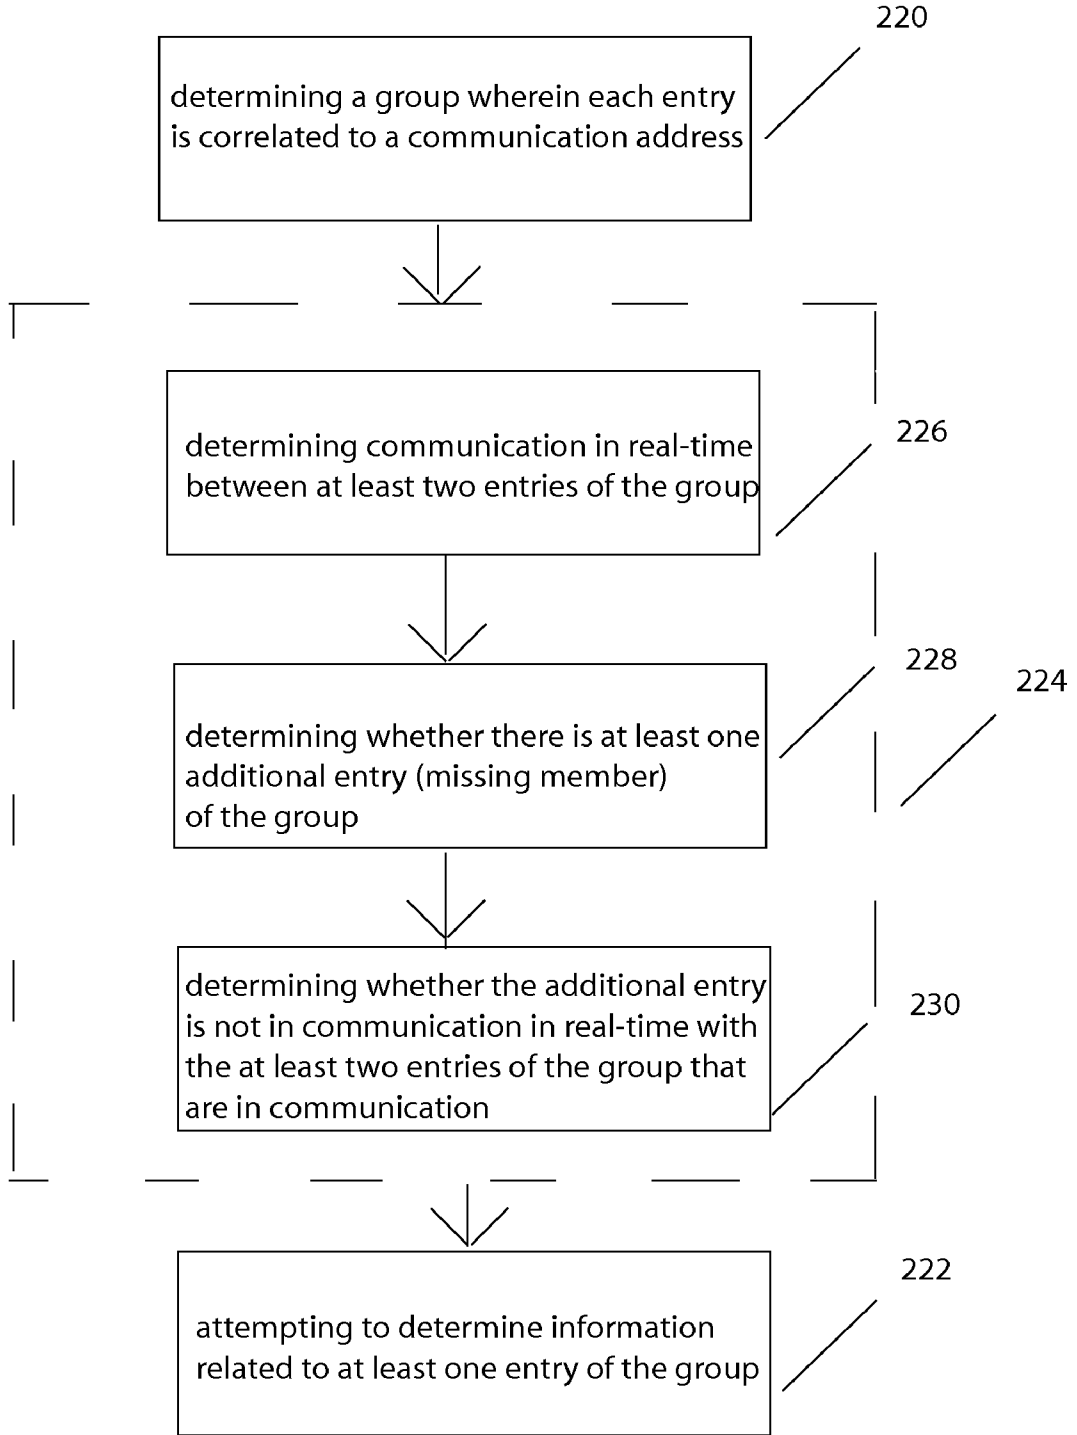 220
determining a group wherein each entry
is correlated to a communication address
226
determining communication in real-time
between at least two entries of the group
228
224
determining whether there is at least one
additional entry (missing member)
of the group
230
determining whether the additional entry
is not in communication in real-time with
the at least two entries of the group that
are in communication
222
attempting to determine information
related to at least one entry of the group